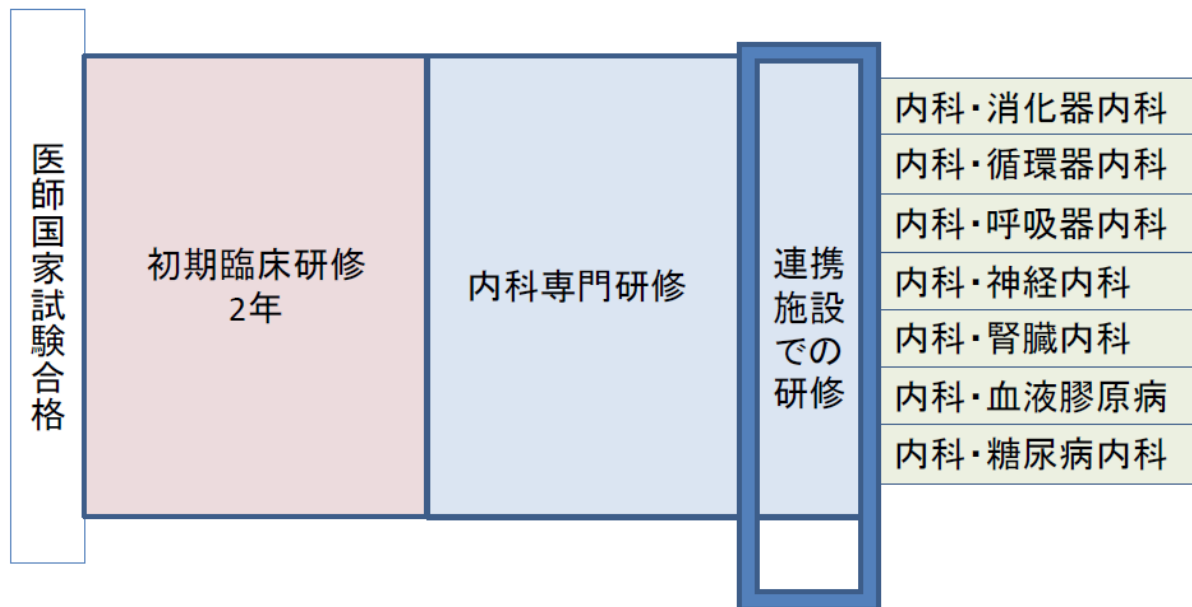 医師国家試験合格
初期臨床研修
2年
内科専門研修
連携
施設
での
研修
内科・消化器内科
内科・循環器内科
内科・呼吸器内科
内科・神経内科
内科・腎臓内科
内科・血液膠原病
内科・糖尿病内科